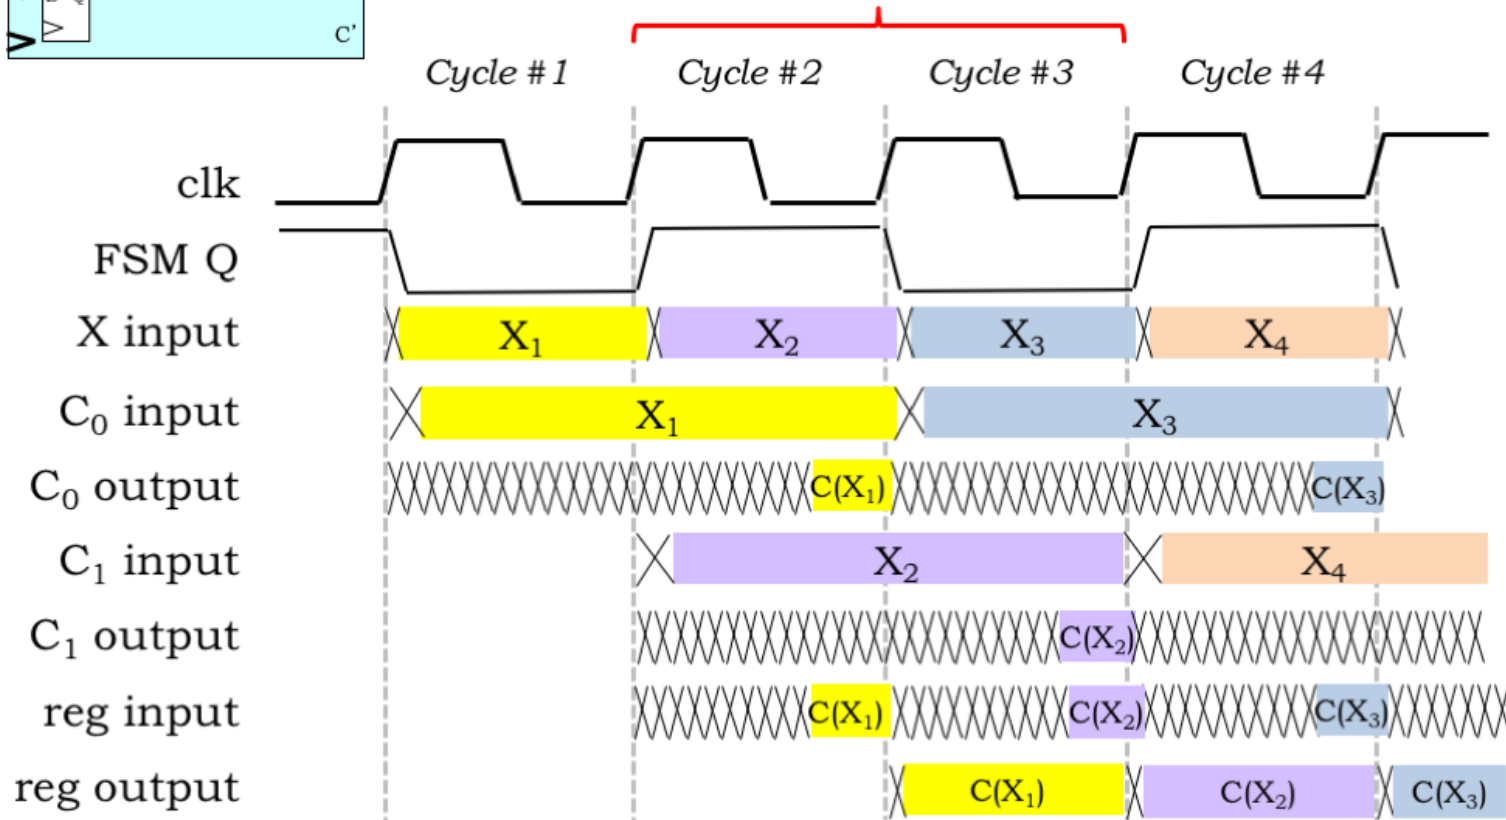 C'
Cycle #1 Cycle #2 Cycle #3 Cycle #4
clk
FSM Q
X input X₁ X₂ X₃ X₄
C₀ input X₁ X₃
C₀ output C(X₁) C(X₃)
C₁ input X₂ X₄
C₁ output C(X₂)
reg input C(X₁) C(X₂) C(X₃)
reg output C(X₁) C(X₂) C(X₃)